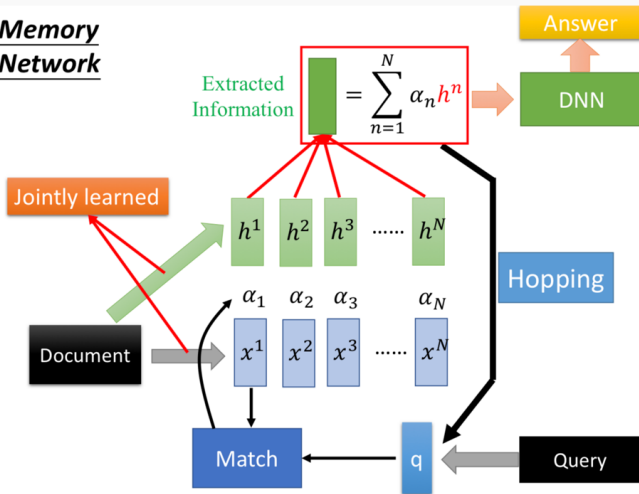 Memory
Network
Answer
Extracted
Information
= \sum_{n=1}^{N} α_n h^n
DNN
Jointly learned
h^1 h^2 h^3 …… h^N
Hopping
α_1 α_2 α_3 α_N
Document
x^1 x^2 x^3 …… x^N
Match
q
Query